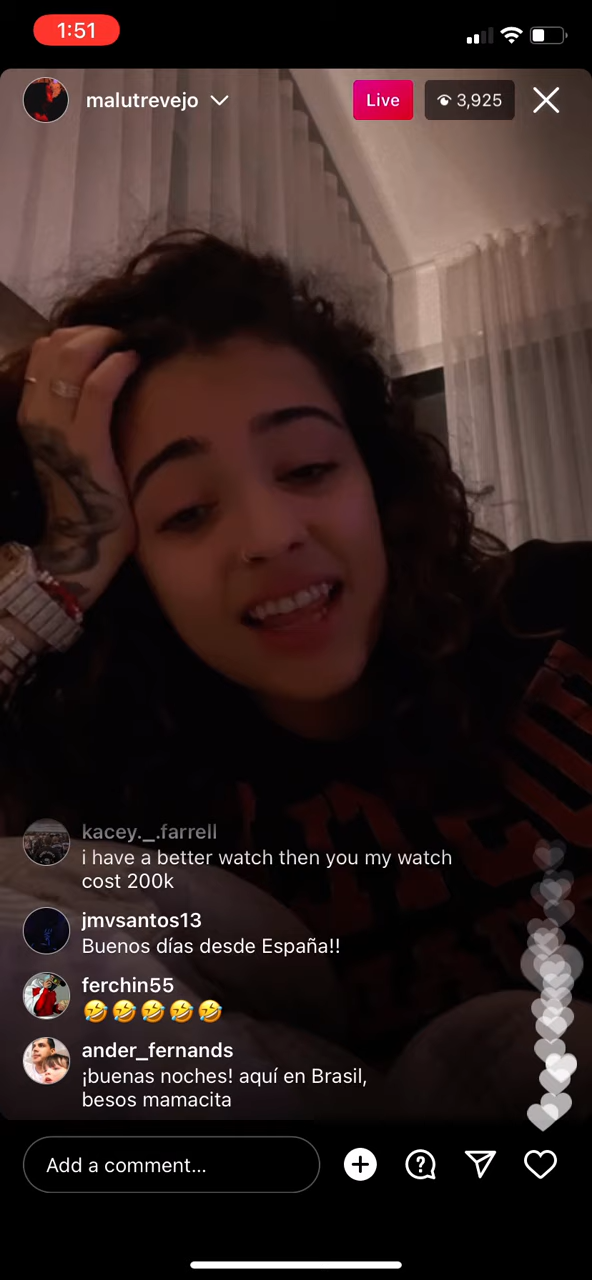 1:51
malutrevejo
Live
3,925
kacey._.farrell
i have a better watch then you my watch
cost 200k
jmvsantos13
Buenos días desde España!!
ferchin55
🤣🤣🤣🤣🤣
ander_fernands
¡buenas noches! aquí en Brasil,
besos mamacita
Add a comment...